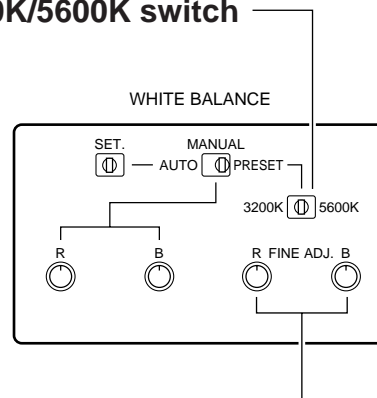 0K/5600K switch
WHITE BALANCE
SET. MANUAL
AUTO PRESET
3200K 5600K
R B R FINE ADJ. B